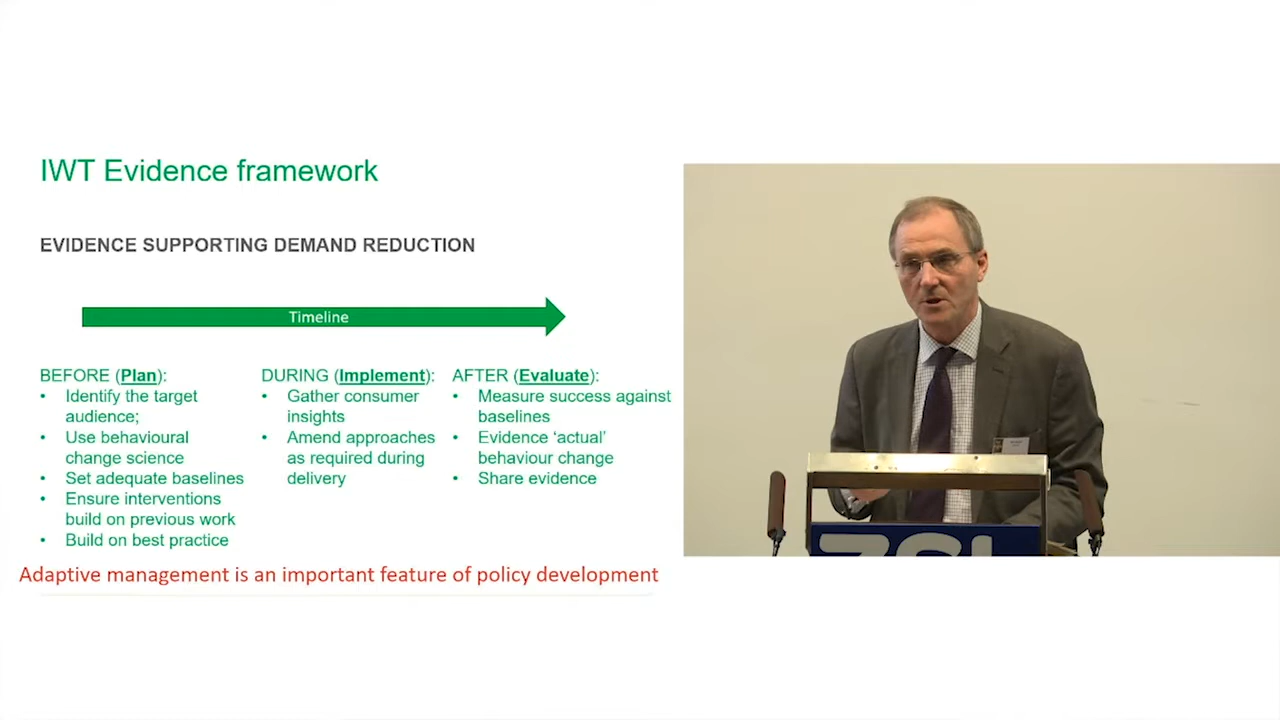 IWT Evidence framework
EVIDENCE SUPPORTING DEMAND REDUCTION
Timeline
BEFORE (Plan):
• Identify the target
audience;
• Use behavioural
change science
• Set adequate baselines
• Ensure interventions
build on previous work
• Build on best practice
DURING (Implement):
• Gather consumer
insights
• Amend approaches
as required during
delivery
AFTER (Evaluate):
• Measure success against
baselines
• Evidence ‘actual’
behaviour change
• Share evidence
Adaptive management is an important feature of policy development
ZSL